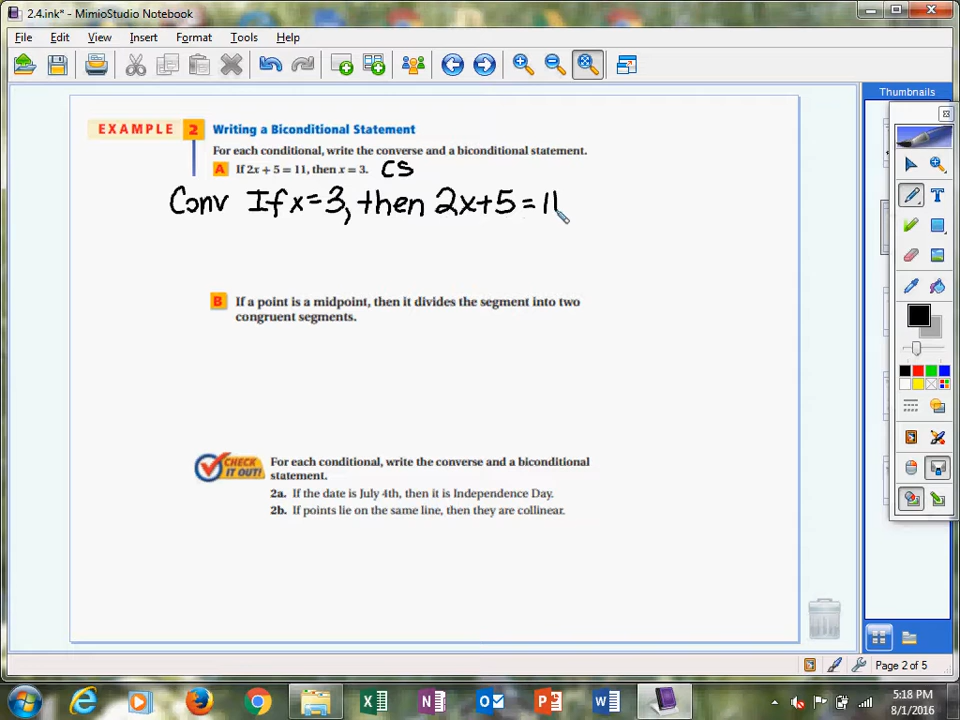 2.4.ink* - MimioStudio Notebook
File Edit View Insert Format Tools Help
Thumbnails
EXAMPLE 2 Writing a Biconditional Statement
For each conditional, write the converse and a biconditional statement.
A If 2x + 5 = 11, then x = 3. CS
Conv If x = 3, then 2x + 5 = 11
B If a point is a midpoint, then it divides the segment into two
congruent segments.
CHECK IT OUT! For each conditional, write the converse and a biconditional
statement.
2a. If the date is July 4th, then it is Independence Day.
2b. If points lie on the same line, then they are collinear.
Page 2 of 5
5:18 PM
8/1/2016